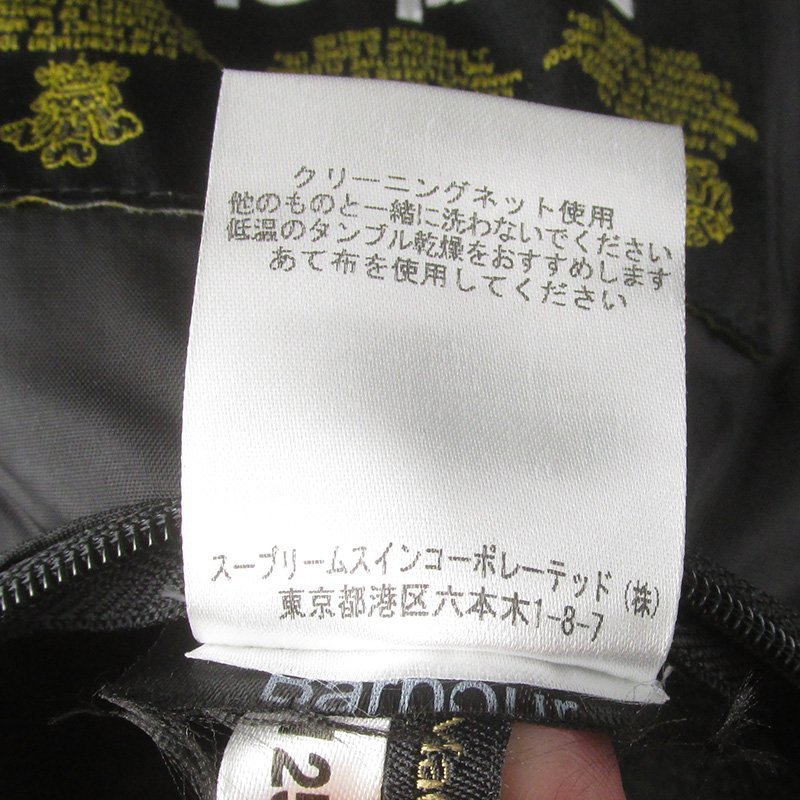 クリーニングネット使用
他のものと一緒に洗わないでください
低温のタンブル乾燥をおすすめします
あて布を使用してください
スープリームスインコーポレーテッド(株)
東京都港区六本木1-8-7
Barbour